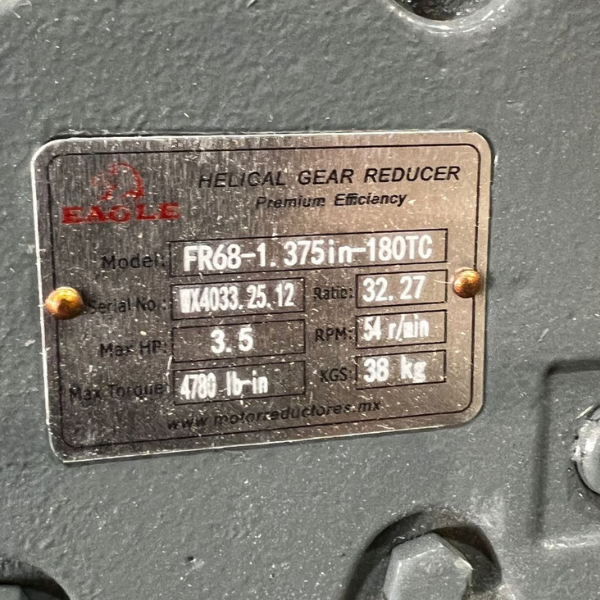 EAGLE
HELICAL GEAR REDUCER
Premium Efficiency
Model: FR68-1.375in-180TC
Serial No.: WX4033.25.12 Ratio: 32.27
Max HP: 3.5 RPM: 54 r/min
Max Torque: 4780 lb-in KGS: 38 kg
www.motorreductores.mx